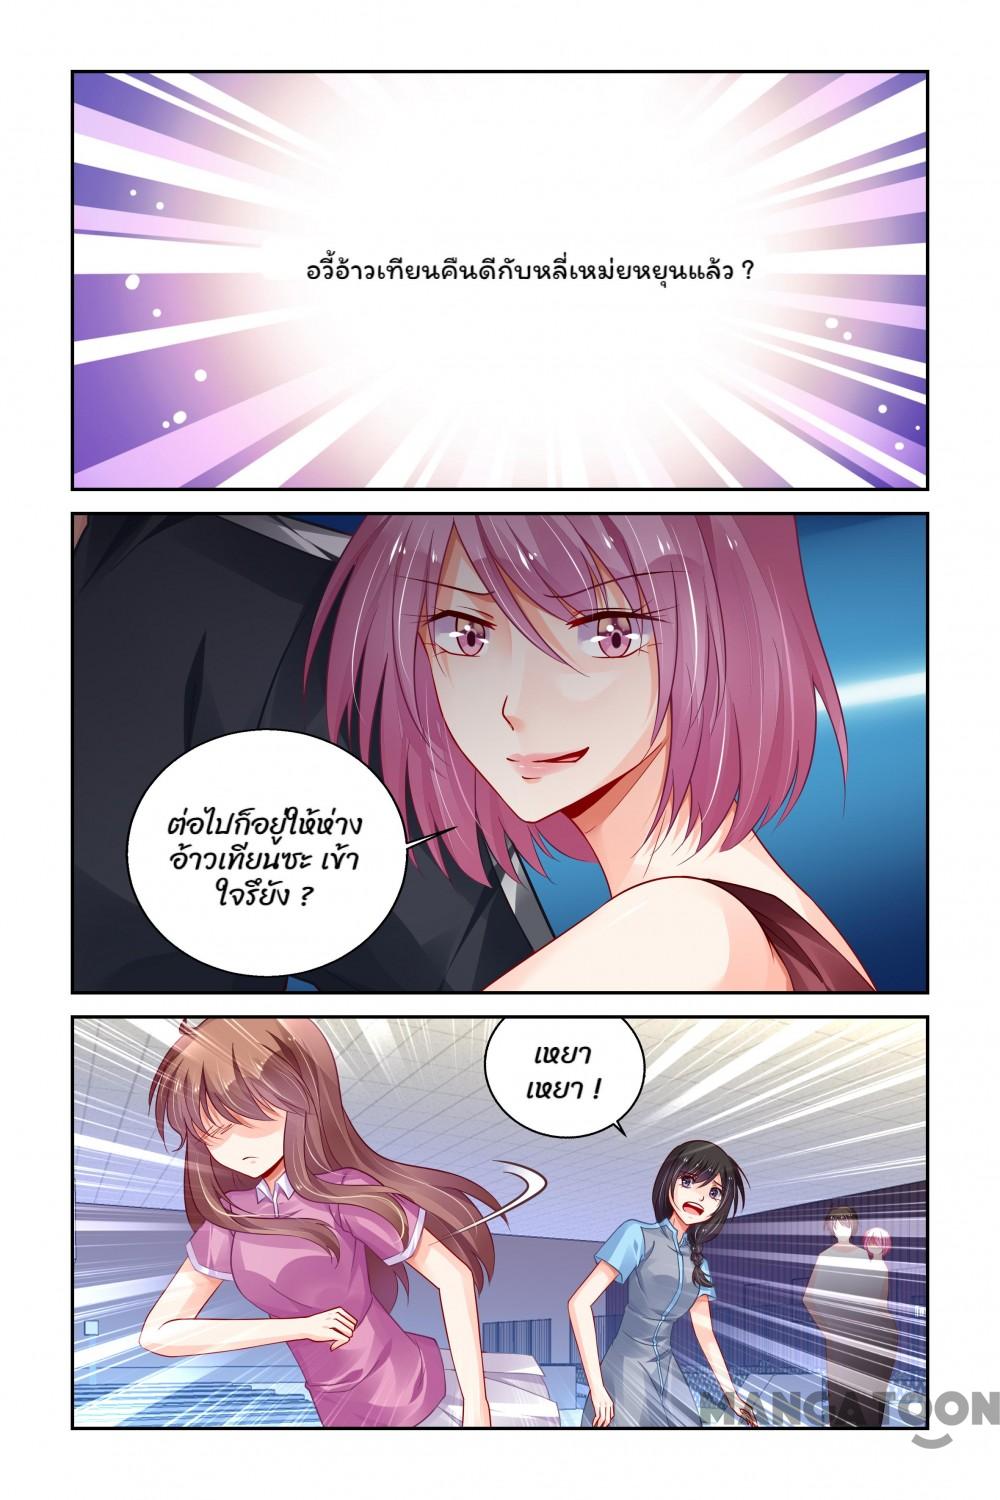 อวี้อ้าวเทียนคืนดีกับหลี่เหม่ยหยุนแล้ว ?
ต่อไปก็อยู่ให้ห่าง
อ้าวเทียนซะ เข้า
ใจรึยัง ?
เหยา
เหยา !
MANGATOON